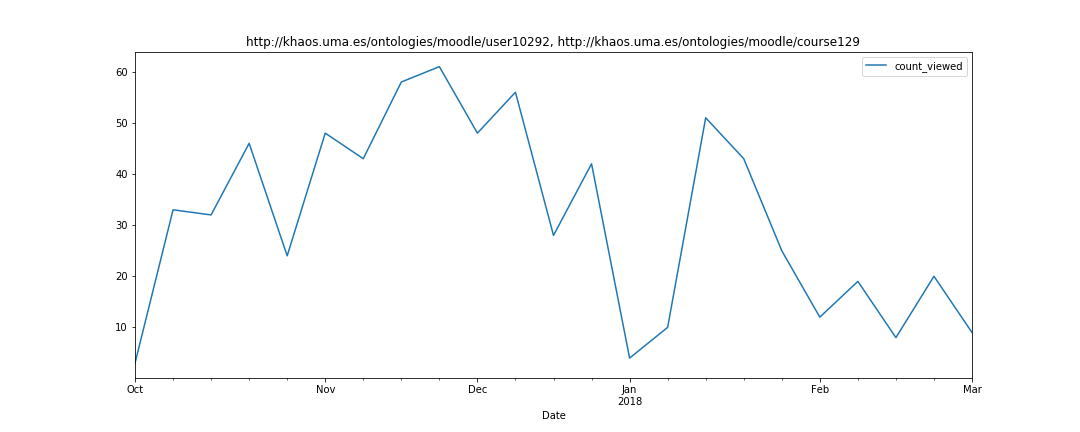 http://khaos.uma.es/ontologies/moodle/user10292, http://khaos.uma.es/ontologies/moodle/course129
count_viewed
60
50
40
30
20
10
Oct Nov Dec Jan Feb Mar
2018
Date